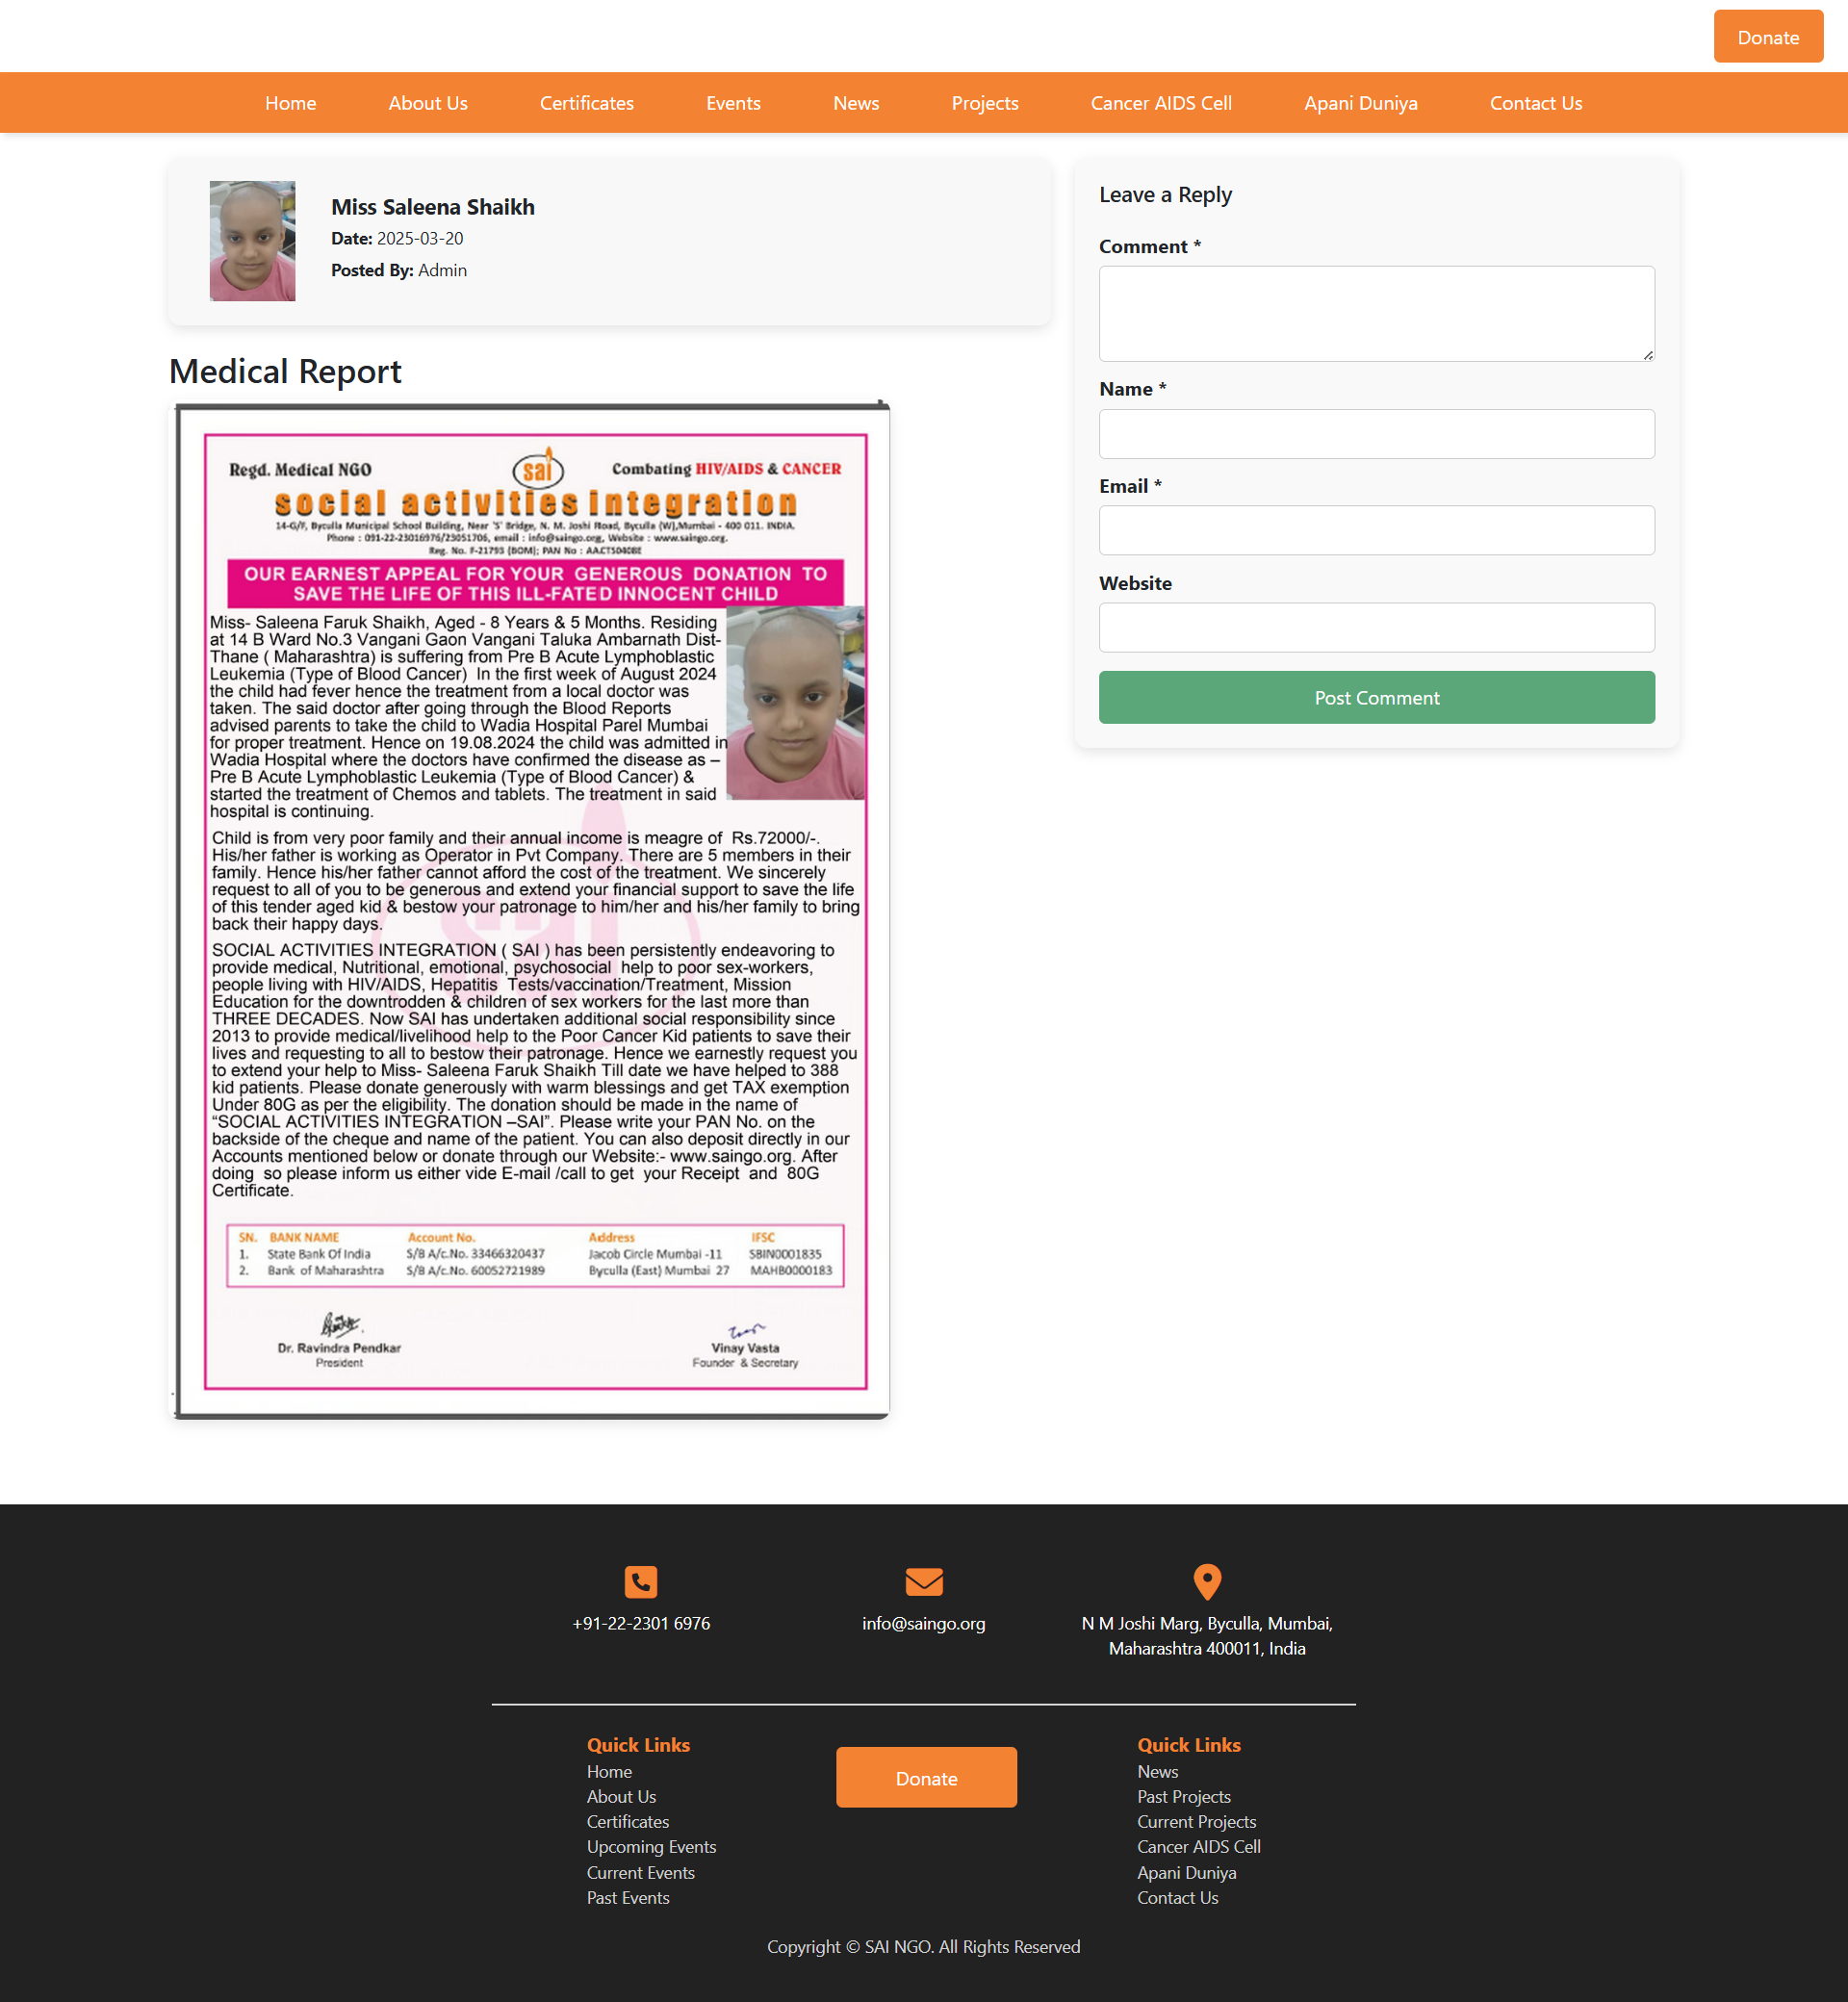 Donate
Home About Us Certificates Events News Projects Cancer AIDS Cell Apani Duniya Contact Us
Miss Saleena Shaikh
Date: 2025-03-20
Posted By: Admin
Medical Report
Regd. Medical NGO
sai
Combating HIV/AIDS & CANCER
social activities integration
14-G/F, Byculla Municipal School Building, Near 'S' Bridge, N. M. Joshi Road, Byculla (W),Mumbai - 400 011. INDIA.
Phone : 091-22-23016976/23051706, email : info@saingo.org, Website : www.saingo.org.
Reg. No. F-21793 (BOM); PAN No : AACTS0408E
OUR EARNEST APPEAL FOR YOUR GENEROUS DONATION TO
SAVE THE LIFE OF THIS ILL-FATED INNOCENT CHILD
Miss- Saleena Faruk Shaikh, Aged - 8 Years & 5 Months. Residing
at 14 B Ward No.3 Vangani Gaon Vangani Taluka Ambarnath Dist-
Thane ( Maharashtra) is suffering from Pre B Acute Lymphoblastic
Leukemia (Type of Blood Cancer) In the first week of August 2024
the child had fever hence the treatment from a local doctor was
taken. The said doctor after going through the Blood Reports
advised parents to take the child to Wadia Hospital Parel Mumbai
for proper treatment. Hence on 19.08.2024 the child was admitted in
Wadia Hospital where the doctors have confirmed the disease as –
Pre B Acute Lymphoblastic Leukemia (Type of Blood Cancer) &
started the treatment of Chemos and tablets. The treatment in said
hospital is continuing.
Child is from very poor family and their annual income is meagre of Rs.72000/-.
His/her father is working as Operator in Pvt Company. There are 5 members in their
family. Hence his/her father cannot afford the cost of the treatment. We sincerely
request to all of you to be generous and extend your financial support to save the life
of this tender aged kid & bestow your patronage to him/her and his/her family to bring
back their happy days.
SOCIAL ACTIVITIES INTEGRATION ( SAI ) has been persistently endeavoring to
provide medical, Nutritional, emotional, psychosocial help to poor sex-workers,
people living with HIV/AIDS, Hepatitis Tests/vaccination/Treatment, Mission
Education for the downtrodden & children of sex workers for the last more than
THREE DECADES. Now SAI has undertaken additional social responsibility since
2013 to provide medical/livelihood help to the Poor Cancer Kid patients to save their
lives and requesting to all to bestow their patronage. Hence we earnestly request you
to extend your help to Miss- Saleena Faruk Shaikh Till date we have helped to 388
kid patients. Please donate generously with warm blessings and get TAX exemption
Under 80G as per the eligibility. The donation should be made in the name of
“SOCIAL ACTIVITIES INTEGRATION –SAI”. Please write your PAN No. on the
backside of the cheque and name of the patient. You can also deposit directly in our
Accounts mentioned below or donate through our Website:- www.saingo.org. After
doing so please inform us either vide E-mail /call to get your Receipt and 80G
Certificate.
SN. BANK NAME Account No. Address IFSC
1. State Bank Of India S/B A/c.No. 33466320437 Jacob Circle Mumbai -11 SBIN0001835
2. Bank of Maharashtra S/B A/c.No. 60052721989 Byculla (East) Mumbai 27 MAHB0000183
Dr. Ravindra Pendkar
President
Vinay Vasta
Founder & Secretary
Leave a Reply
Comment *
Name *
Email *
Website
Post Comment
+91-22-2301 6976
info@saingo.org
N M Joshi Marg, Byculla, Mumbai,
Maharashtra 400011, India
Quick Links
Home
About Us
Certificates
Upcoming Events
Current Events
Past Events
Donate
Quick Links
News
Past Projects
Current Projects
Cancer AIDS Cell
Apani Duniya
Contact Us
Copyright © SAI NGO. All Rights Reserved